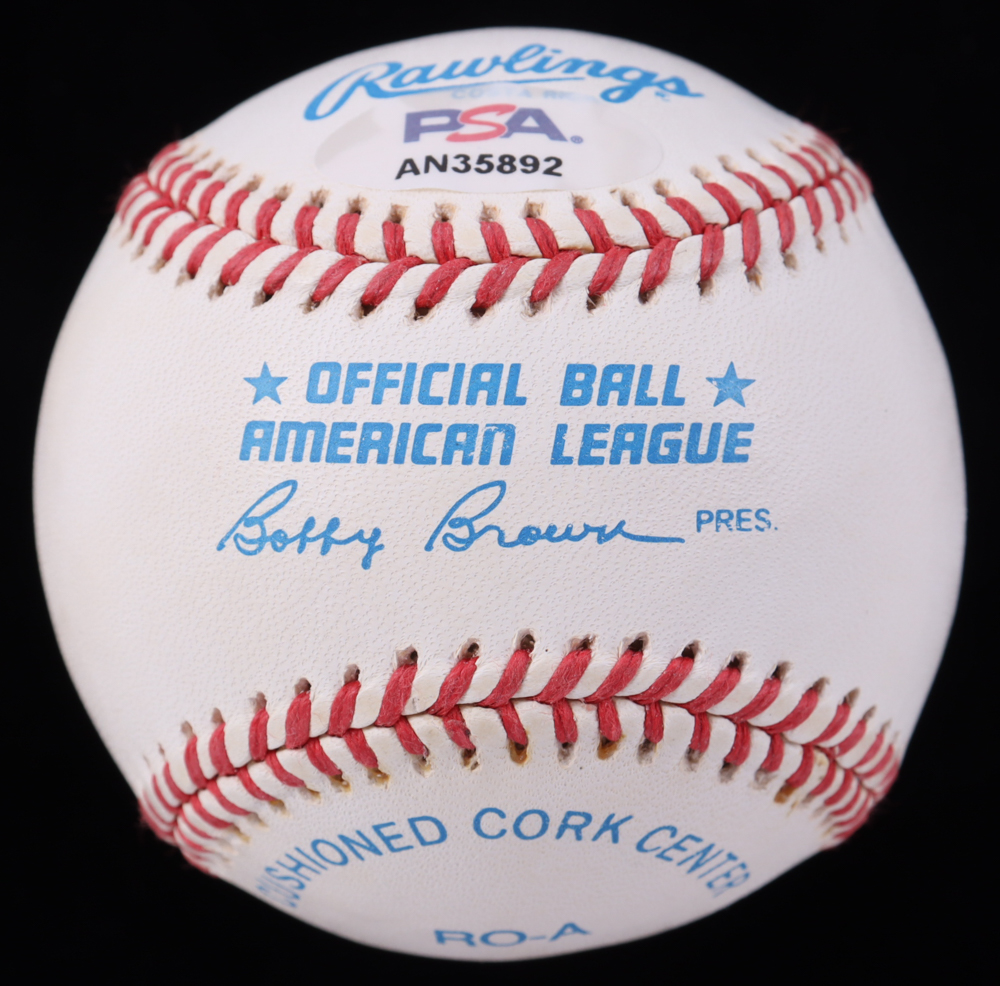 Rawlings
PSA
AN35892
★ OFFICIAL BALL ★
AMERICAN LEAGUE
Bobby Brown PRES.
CUSHIONED CORK CENTER
RO-A